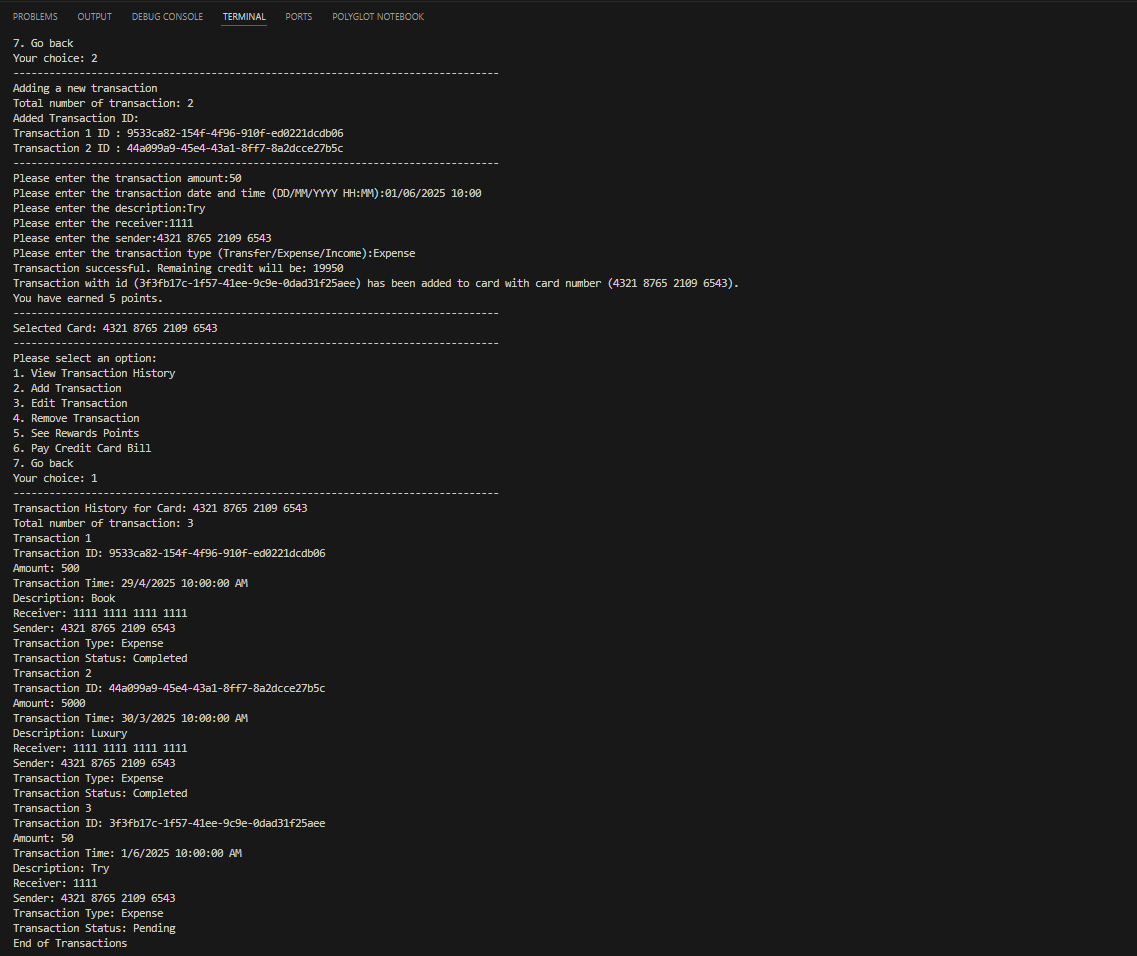 PROBLEMS OUTPUT DEBUG CONSOLE TERMINAL PORTS POLYGLOT NOTEBOOK
7. Go back
Your choice: 2
---------------------------------------------------------------------------------
Adding a new transaction
Total number of transaction: 2
Added Transaction ID:
Transaction 1 ID : 9533ca82-154f-4f96-910f-ed0221dcdb06
Transaction 2 ID : 44a099a9-45e4-43a1-8ff7-8a2dcce27b5c
---------------------------------------------------------------------------------
Please enter the transaction amount:50
Please enter the transaction date and time (DD/MM/YYYY HH:MM):01/06/2025 10:00
Please enter the description:Try
Please enter the receiver:1111
Please enter the sender:4321 8765 2109 6543
Please enter the transaction type (Transfer/Expense/Income):Expense
Transaction successful. Remaining credit will be: 19950
Transaction with id (3f3fb17c-1f57-41ee-9c9e-0dad31f25aee) has been added to card with card number (4321 8765 2109 6543).
You have earned 5 points.
---------------------------------------------------------------------------------
Selected Card: 4321 8765 2109 6543
---------------------------------------------------------------------------------
Please select an option:
1. View Transaction History
2. Add Transaction
3. Edit Transaction
4. Remove Transaction
5. See Rewards Points
6. Pay Credit Card Bill
7. Go back
Your choice: 1
---------------------------------------------------------------------------------
Transaction History for Card: 4321 8765 2109 6543
Total number of transaction: 3
Transaction 1
Transaction ID: 9533ca82-154f-4f96-910f-ed0221dcdb06
Amount: 500
Transaction Time: 29/4/2025 10:00:00 AM
Description: Book
Receiver: 1111 1111 1111 1111
Sender: 4321 8765 2109 6543
Transaction Type: Expense
Transaction Status: Completed
Transaction 2
Transaction ID: 44a099a9-45e4-43a1-8ff7-8a2dcce27b5c
Amount: 5000
Transaction Time: 30/3/2025 10:00:00 AM
Description: Luxury
Receiver: 1111 1111 1111 1111
Sender: 4321 8765 2109 6543
Transaction Type: Expense
Transaction Status: Completed
Transaction 3
Transaction ID: 3f3fb17c-1f57-41ee-9c9e-0dad31f25aee
Amount: 50
Transaction Time: 1/6/2025 10:00:00 AM
Description: Try
Receiver: 1111
Sender: 4321 8765 2109 6543
Transaction Type: Expense
Transaction Status: Pending
End of Transactions